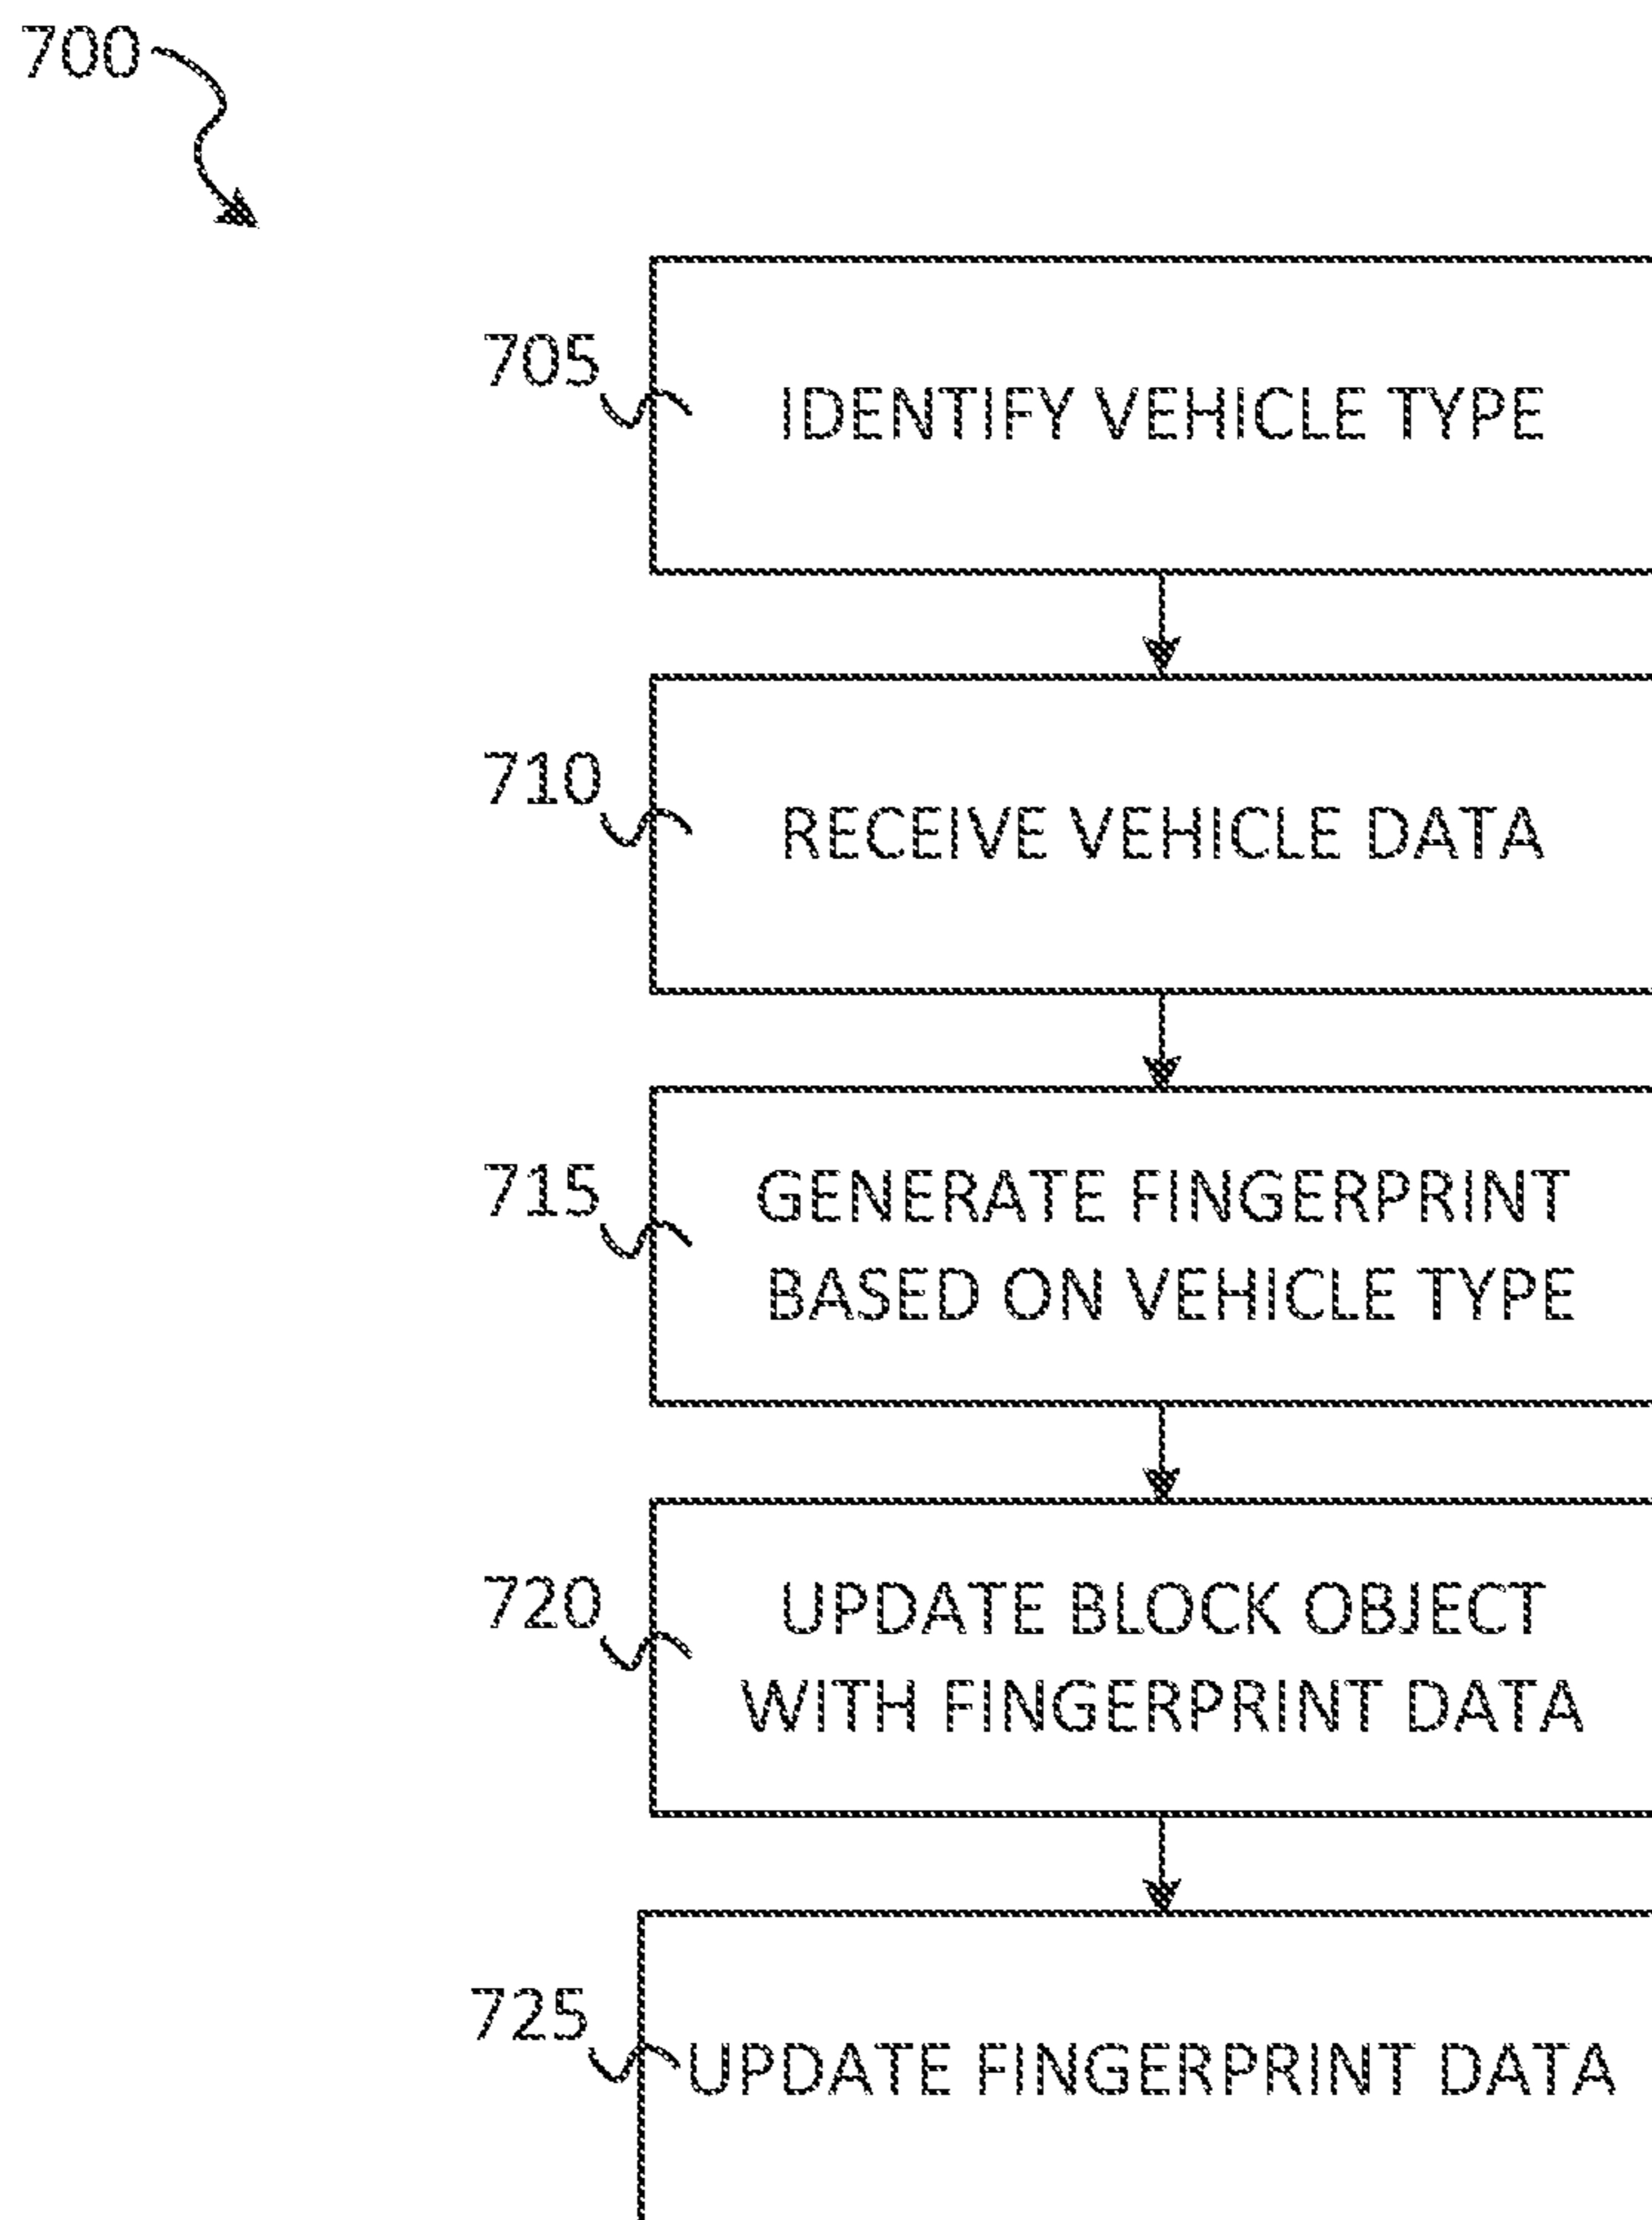 700
705
IDENTIFY VEHICLE TYPE
710
RECEIVE VEHICLE DATA
715
GENERATE FINGERPRINT
BASED ON VEHICLE TYPE
720
UPDATE BLOCK OBJECT
WITH FINGERPRINT DATA
725
UPDATE FINGERPRINT DATA